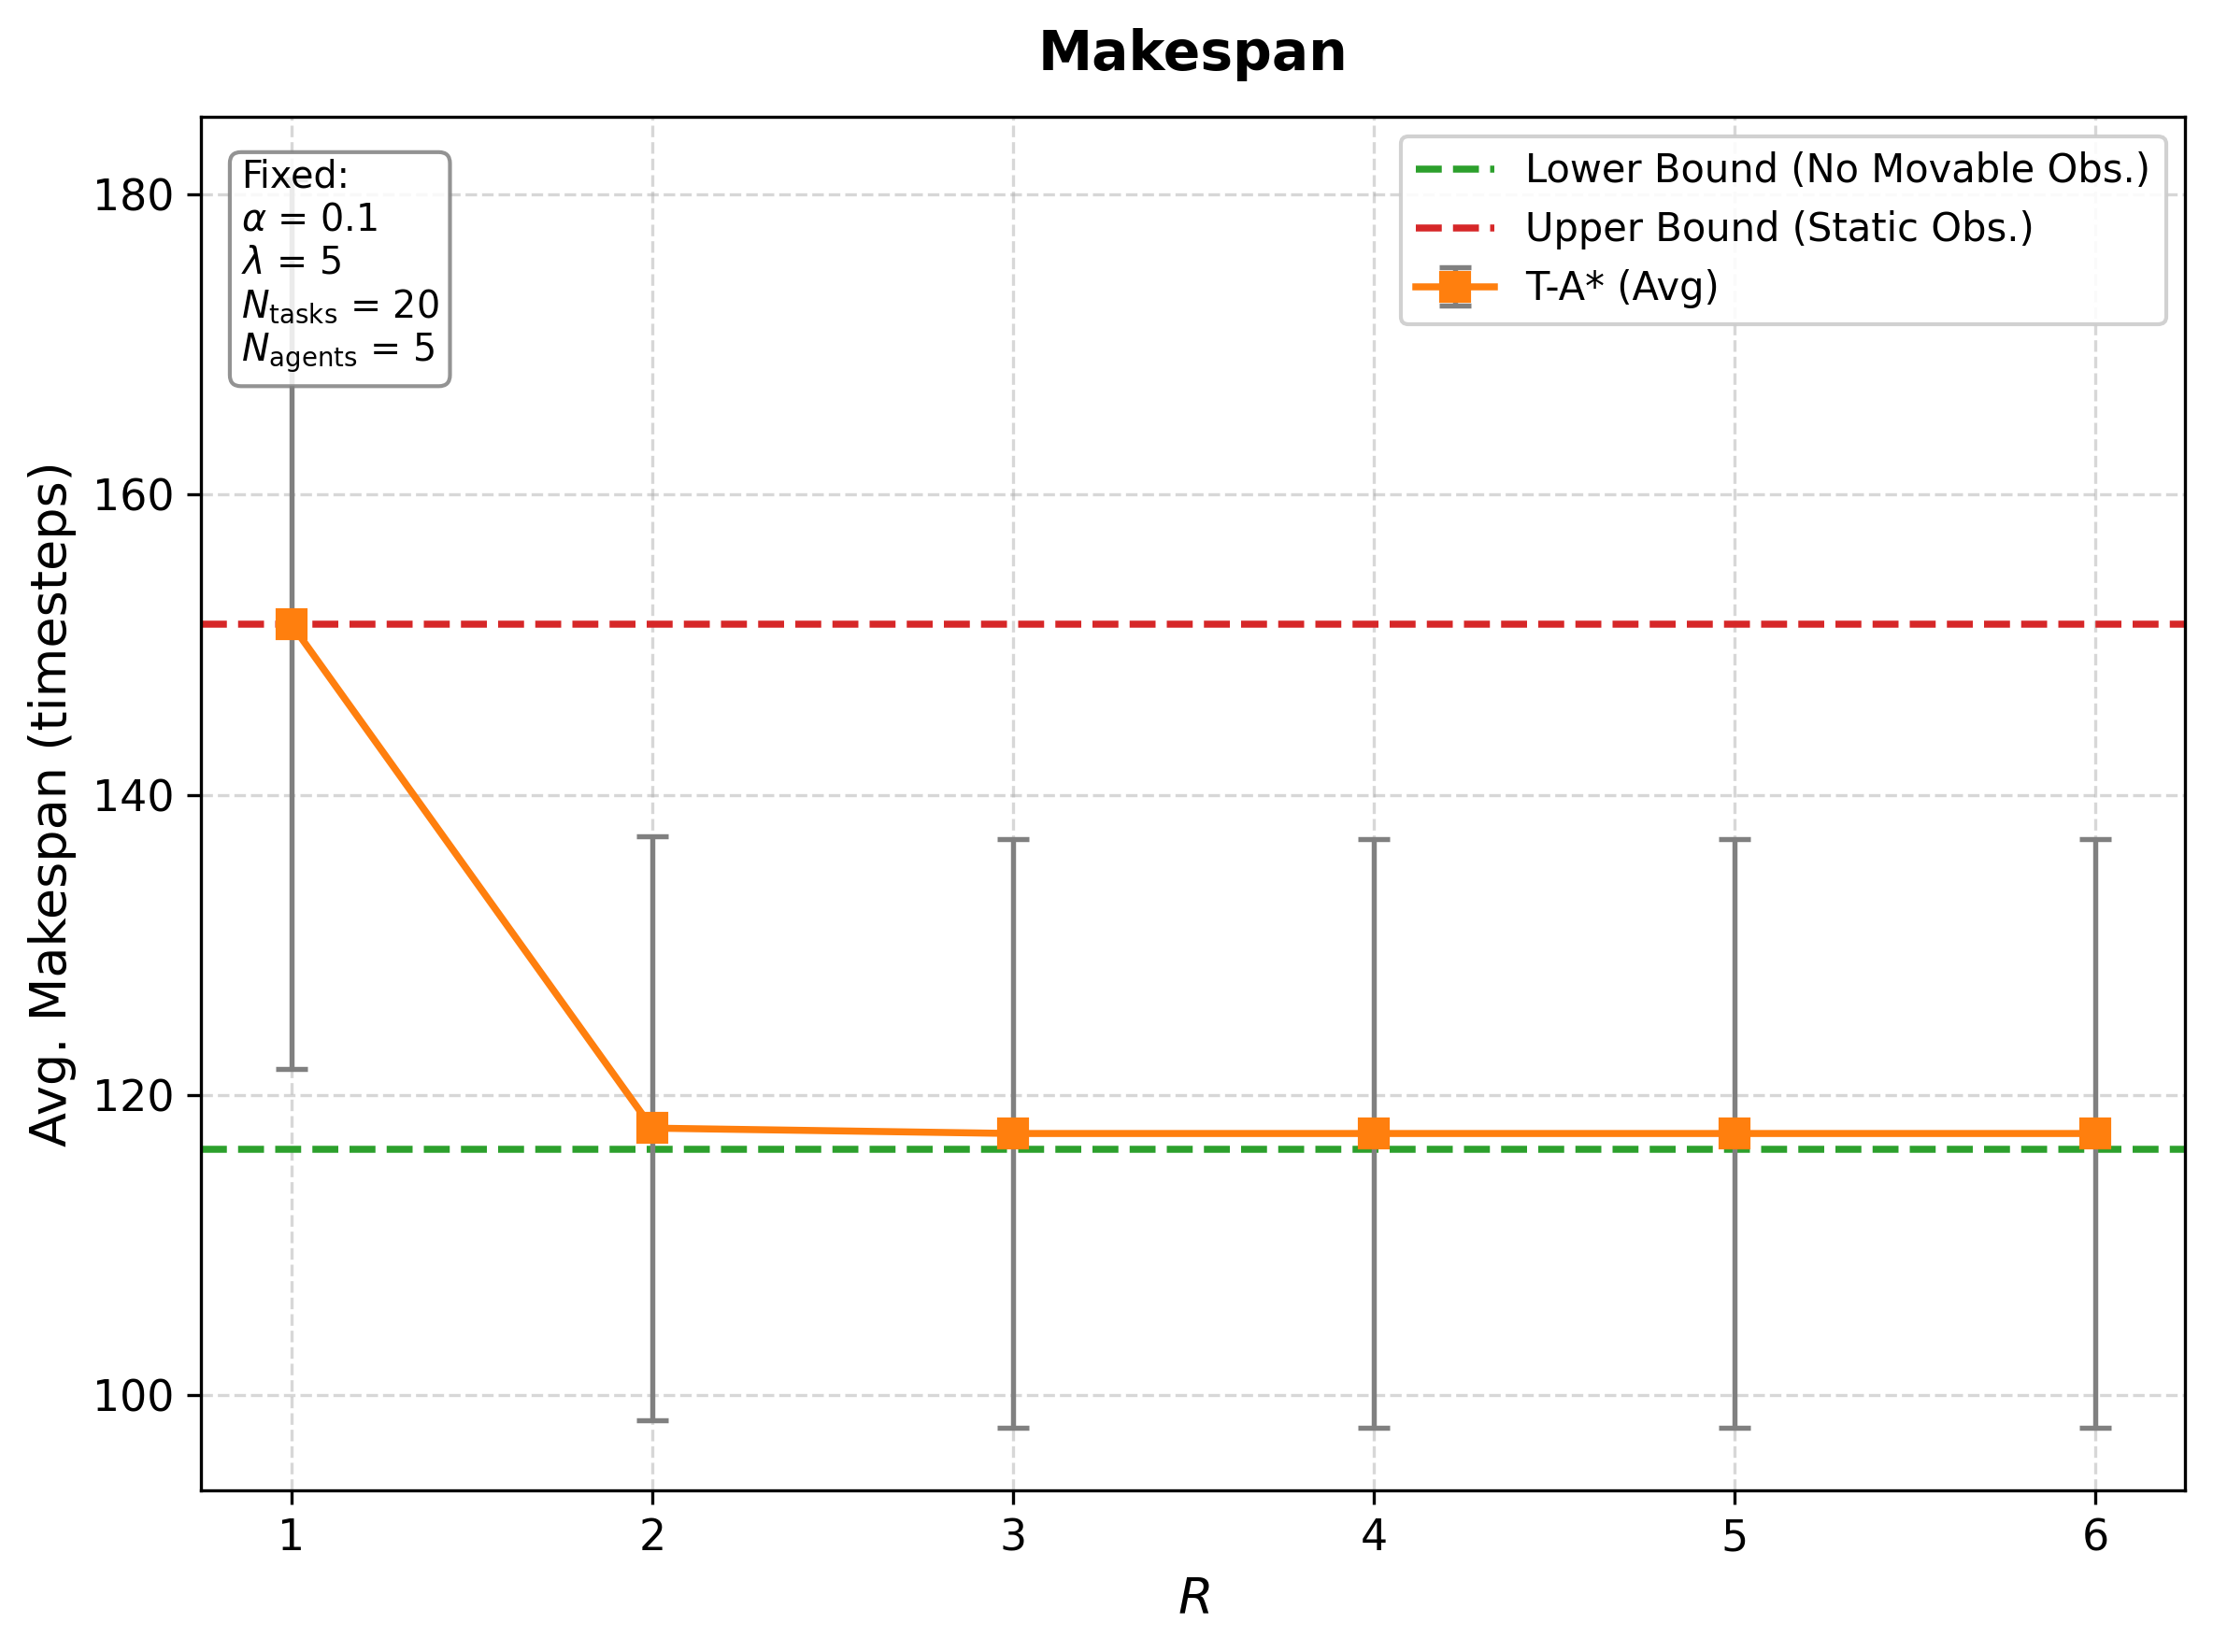 Makespan
Fixed:
α = 0.1
λ = 5
N_tasks = 20
N_agents = 5
Lower Bound (No Movable Obs.)
Upper Bound (Static Obs.)
T-A* (Avg)
Avg. Makespan (timesteps)
180
160
140
120
100
1 2 3 4 5 6
R